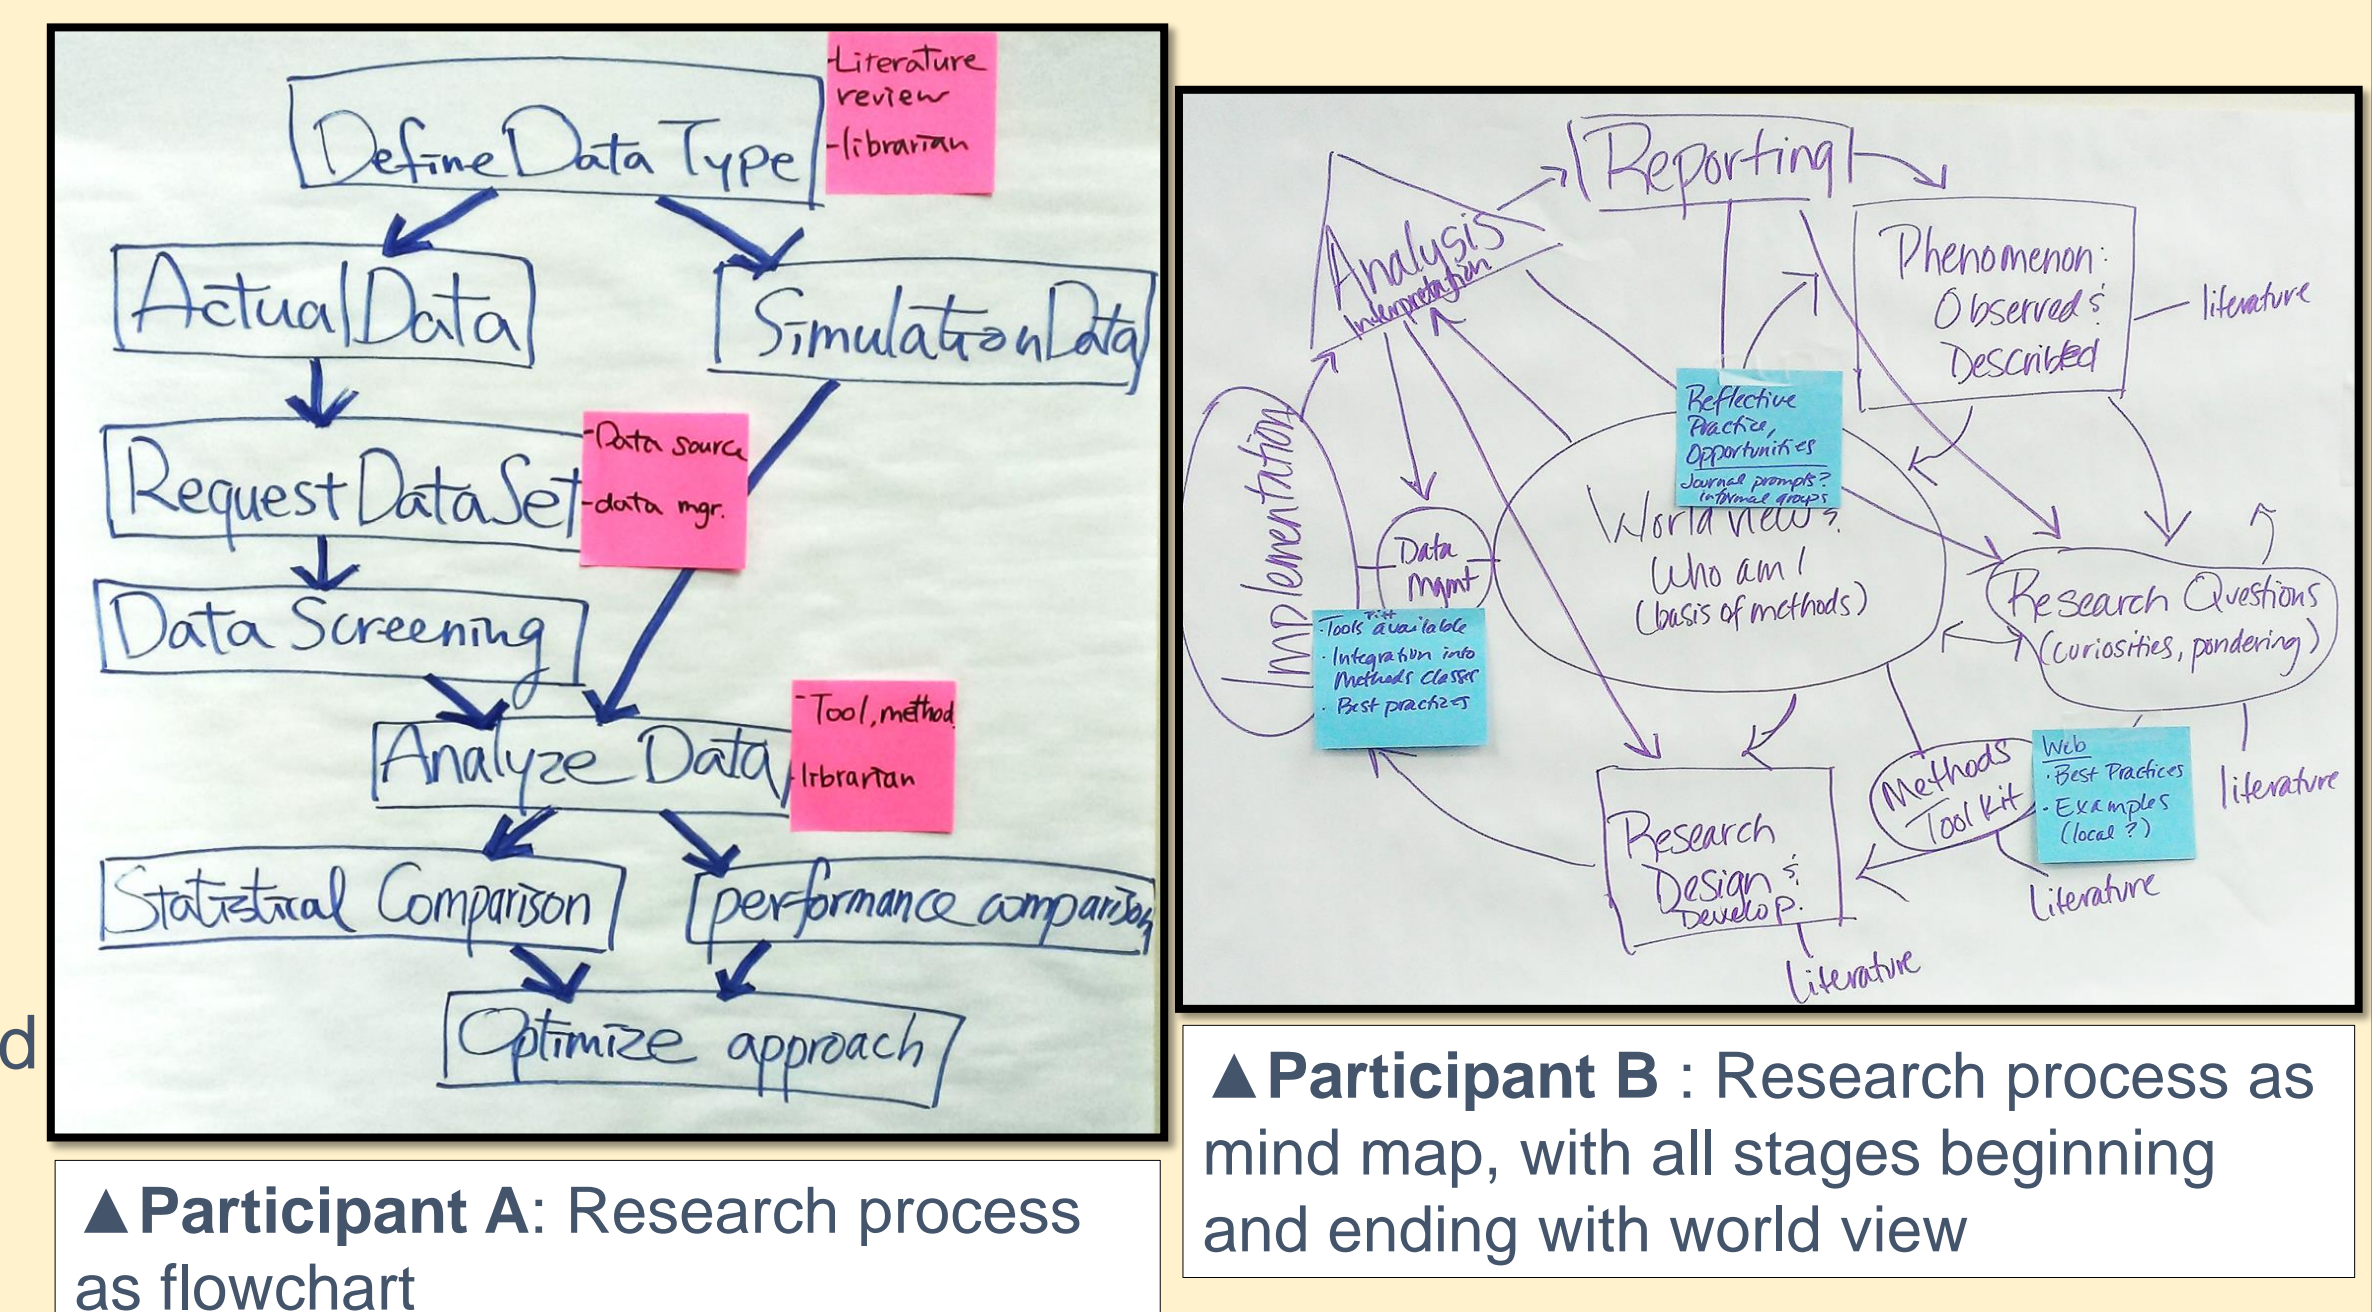 Define Data Type
-Literature
review
-librarian
Actual Data
Simulation Data
Request Data Set
-Data source
-data mgr.
Data Screening
Analyze Data
-Tool, method
-librarian
Statistical Comparison
performance comparison
Optimize approach
d
▲Participant A: Research process
as flowchart
Reporting
Analysis
Interpretation
Phenomenon:
Observed &
Described
literature
Reflective
Practice,
Opportunities
Journal prompts?
informal groups
Implementation
World view &
Who am I
(basis of methods)
Data
Mgmt
Tools available
· Integration into
Methods Classes
· Best practices
Research Questions
(curiosities, pondering)
literature
Methods
Tool Kit
Web
· Best Practices
· Examples
(local?)
literature
Research
Design &
Develop.
literature
▲Participant B : Research process as
mind map, with all stages beginning
and ending with world view